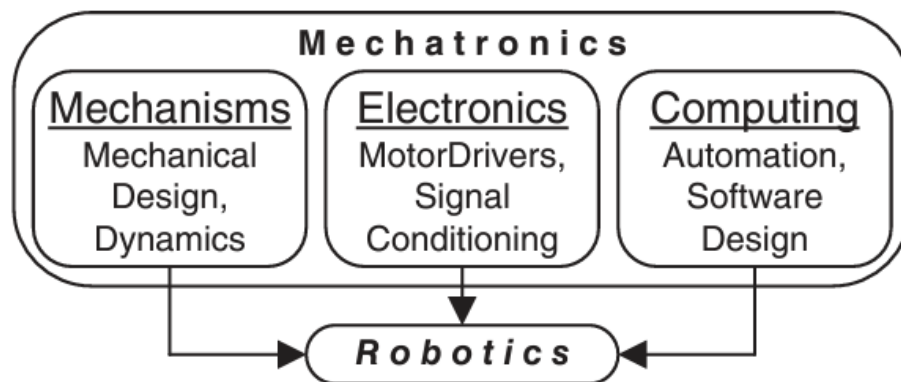 Mechatronics
Mechanisms
Mechanical
Design,
Dynamics
Electronics
MotorDrivers,
Signal
Conditioning
Computing
Automation,
Software
Design
Robotics